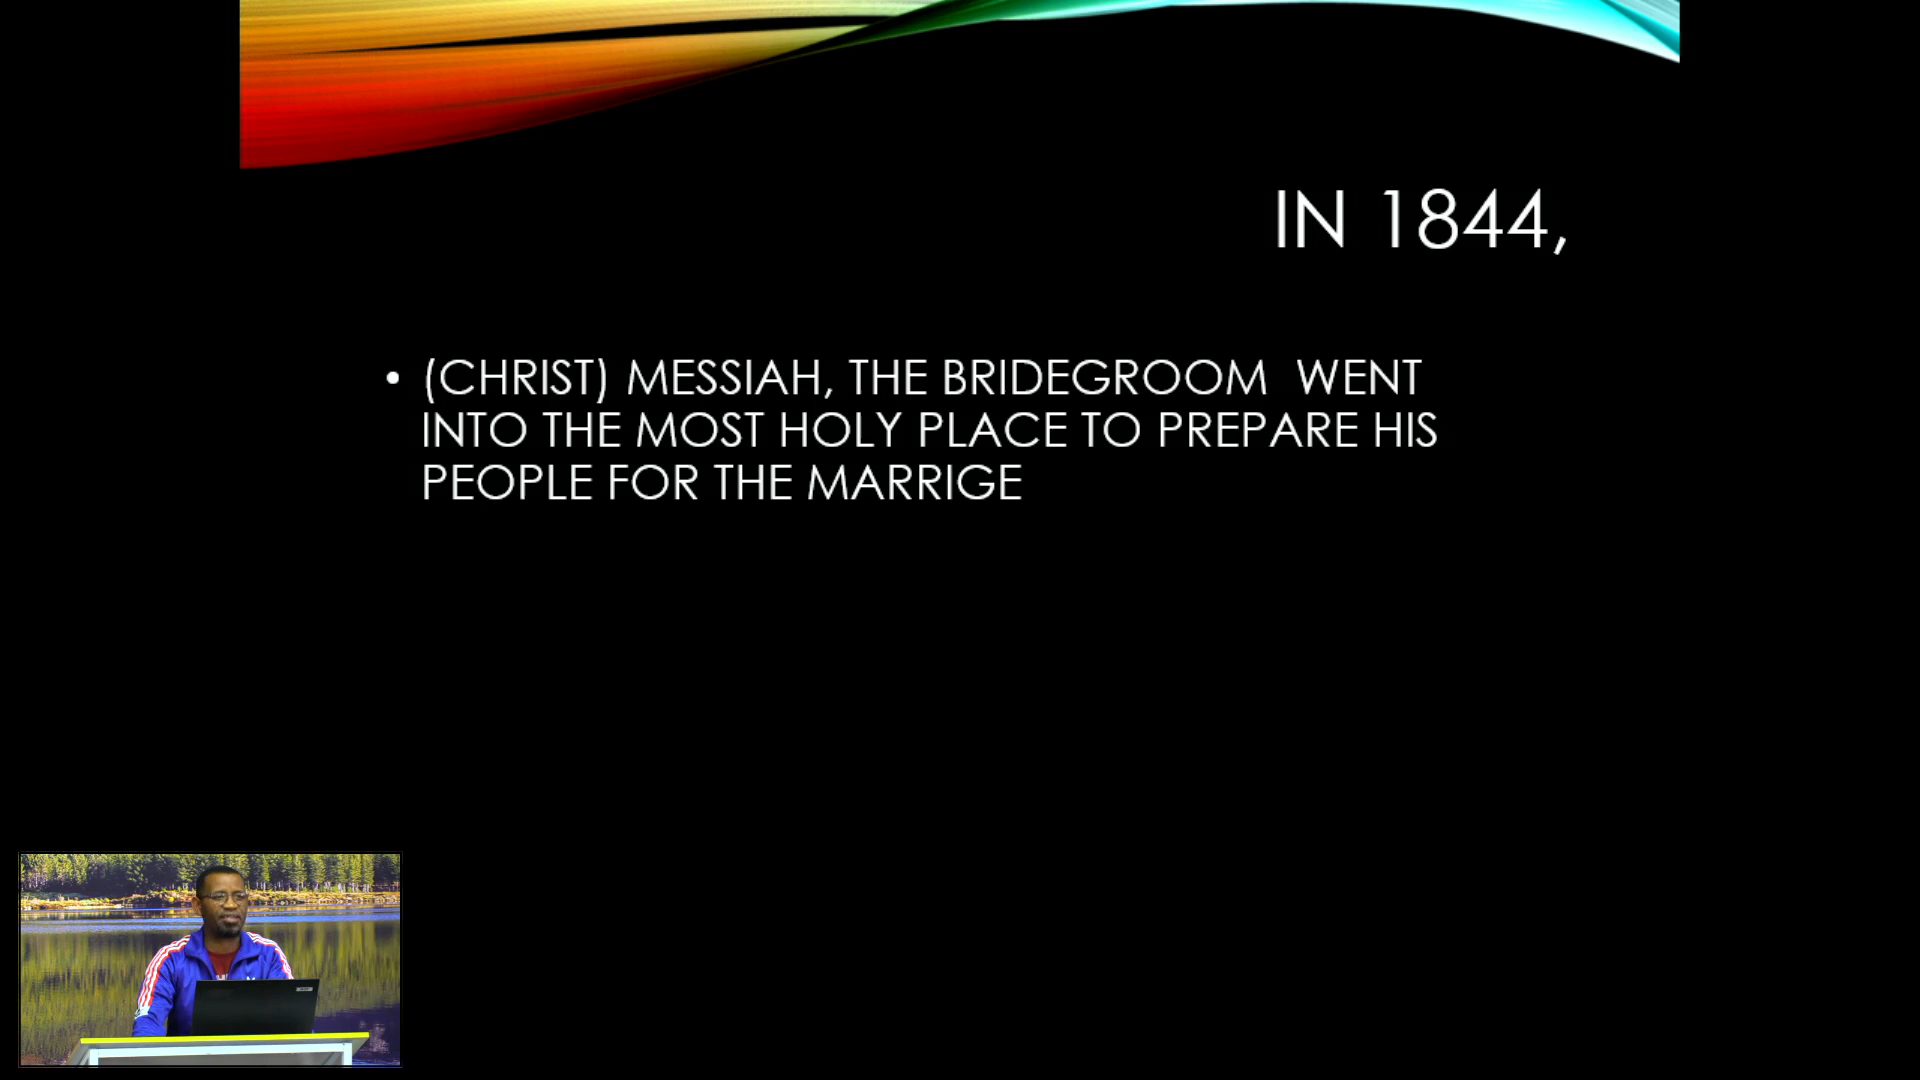 IN 1844,
• (CHRIST) MESSIAH, THE BRIDEGROOM  WENT
INTO THE MOST HOLY PLACE TO PREPARE HIS
PEOPLE FOR THE MARRIGE